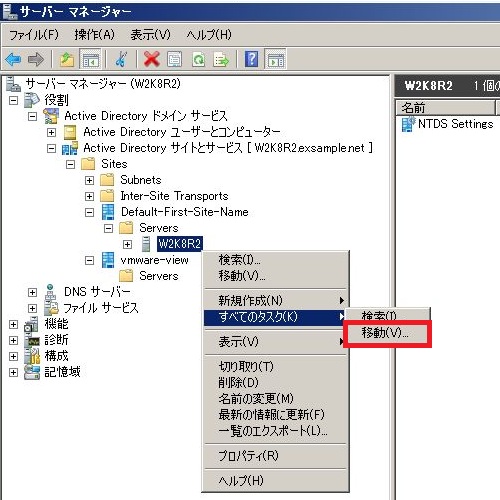 サーバー マネージャー
ファイル(F) 操作(A) 表示(V) ヘルプ(H)
サーバー マネージャー (W2K8R2)
役割
Active Directory ドメイン サービス
Active Directory ユーザーとコンピューター
Active Directory サイトとサービス [ W2K8R2.exsample.net ]
Sites
Subnets
Inter-Site Transports
Default-First-Site-Name
Servers
W2K8R2
vmware-view
Servers
DNS サーバー
ファイル サービス
機能
診断
構成
記憶域
W2K8R2 1 個の
名前
NTDS Settings
検索(I)...
移動(V)...
新規作成(N)
すべてのタスク(K)
表示(V)
切り取り(T)
削除(D)
名前の変更(M)
最新の情報に更新(F)
一覧のエクスポート(L)...
プロパティ(R)
ヘルプ(H)
検索(I)...
移動(V)...